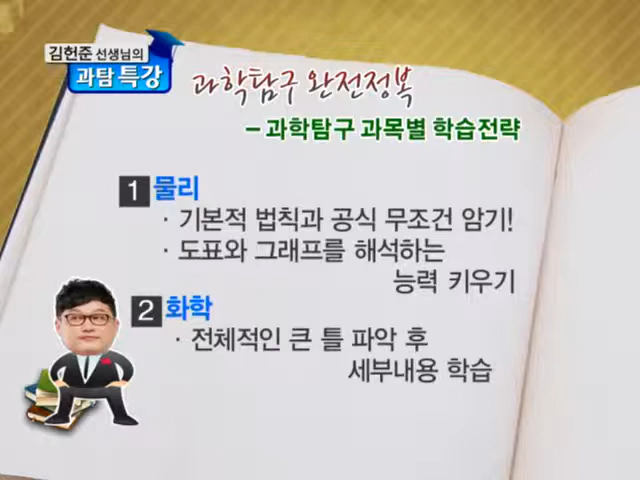 김헌준 선생님의
과탐 특강
과학탐구 완전정복
- 과학탐구 과목별 학습전략
1 물리
· 기본적 법칙과 공식 무조건 암기!
· 도표와 그래프를 해석하는
능력 키우기
2 화학
· 전체적인 큰 틀 파악 후
세부내용 학습